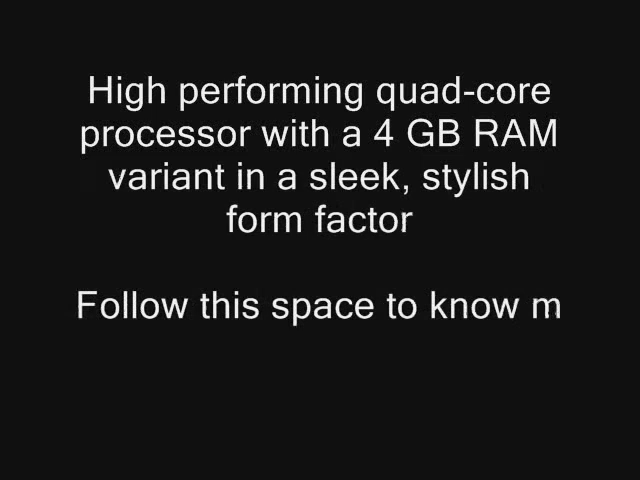 High performing quad-core
processor with a 4 GB RAM
variant in a sleek, stylish
form factor
Follow this space to know m